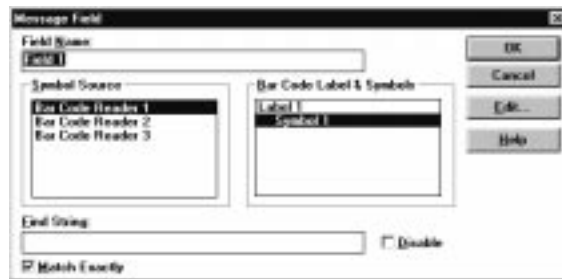 Message Field
Field Name:
Field 1
OK
Symbol Source
Bar Code Label & Symbols
Cancel
Bar Code Reader 1
Bar Code Reader 2
Bar Code Reader 3
Label 1
Symbol 1
Edit...
Help
Find String:
Disable
Match Exactly